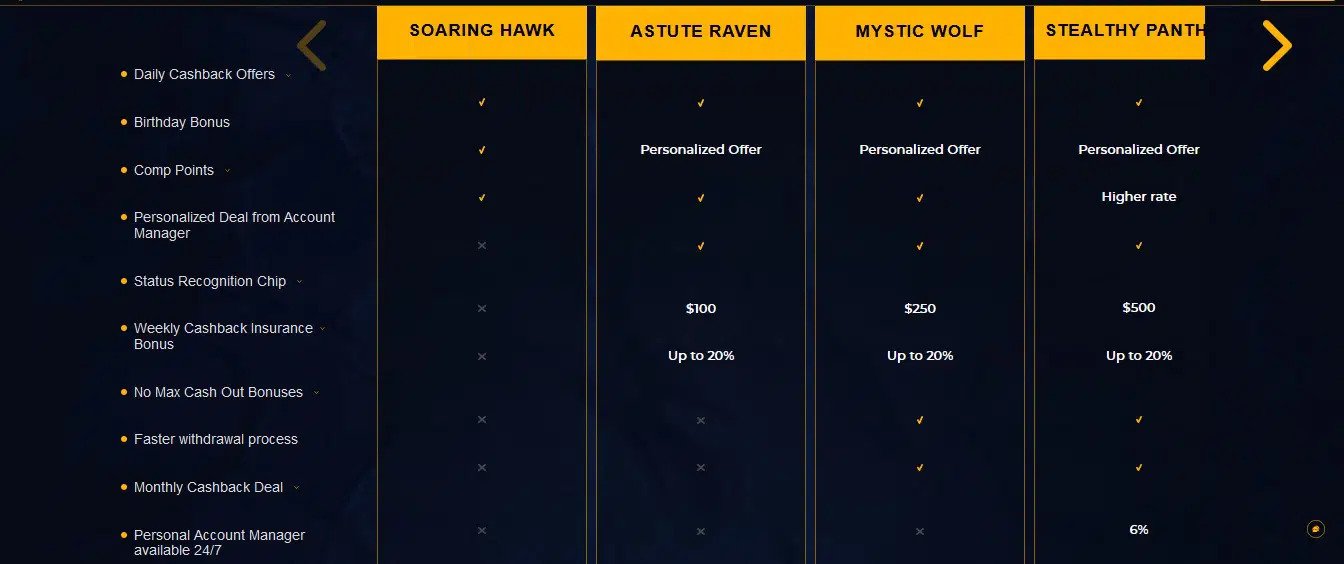 SOARING HAWK
ASTUTE RAVEN
MYSTIC WOLF
STEALTHY PANTH
Daily Cashback Offers
Birthday Bonus
Personalized Offer
Personalized Offer
Personalized Offer
Comp Points
Higher rate
Personalized Deal from Account
Manager
Status Recognition Chip
$100
$250
$500
Weekly Cashback Insurance
Bonus
Up to 20%
Up to 20%
Up to 20%
No Max Cash Out Bonuses
Faster withdrawal process
Monthly Cashback Deal
6%
Personal Account Manager
available 24/7